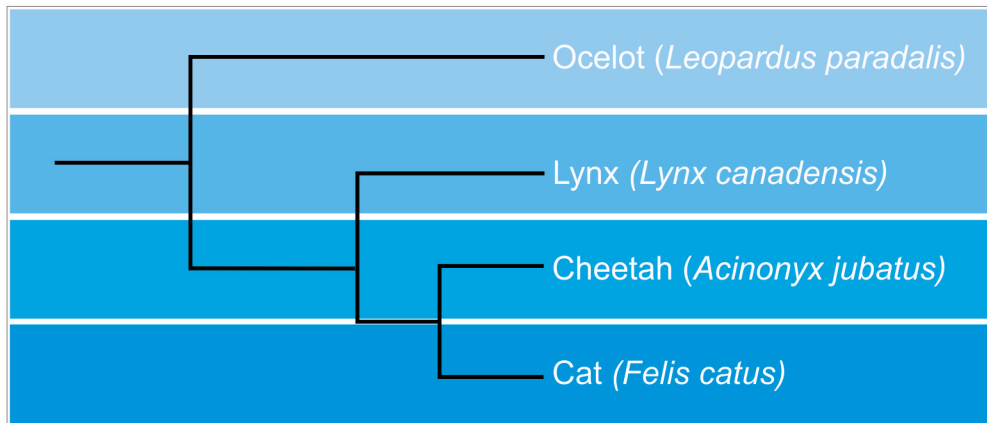 Ocelot (Leopardus paradalis)
Lynx (Lynx canadensis)
Cheetah (Acinonyx jubatus)
Cat (Felis catus)